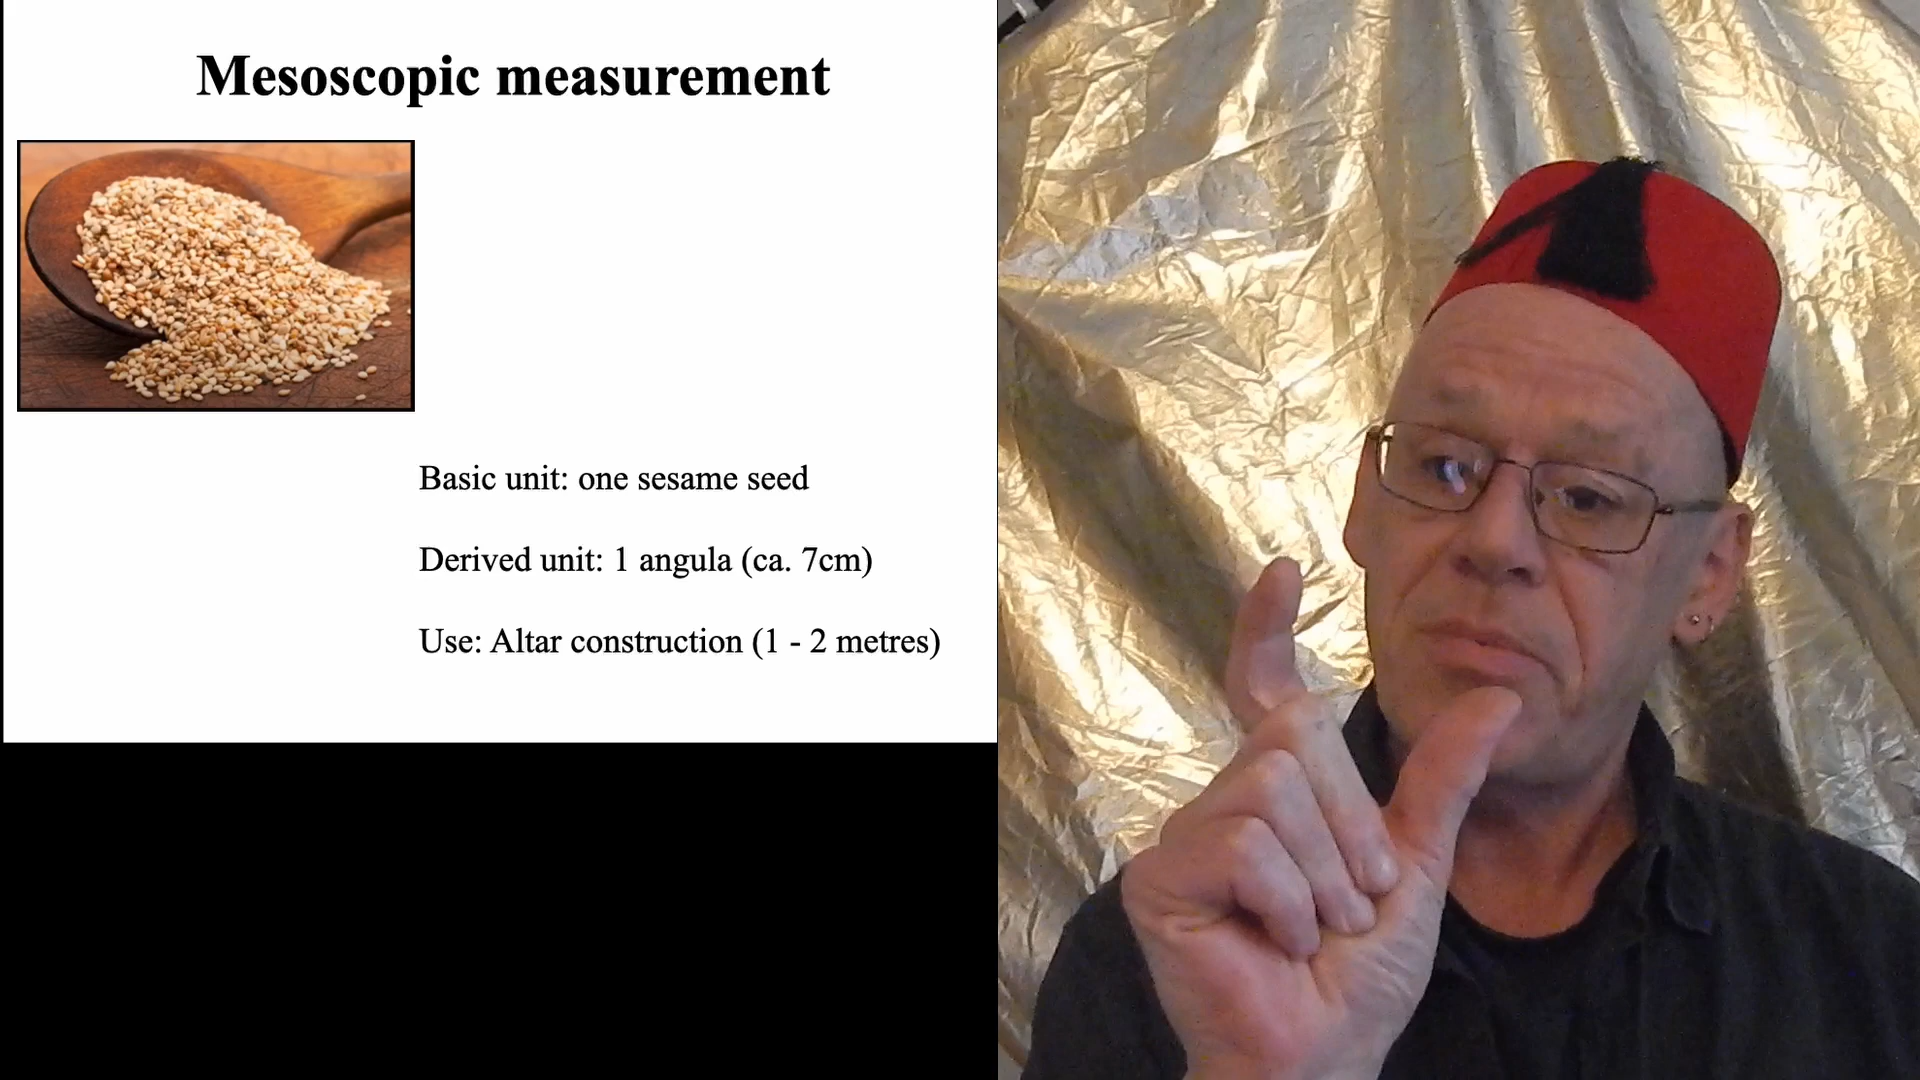 Mesoscopic measurement
Basic unit: one sesame seed
Derived unit: 1 angula (ca. 7cm)
Use: Altar construction (1 - 2 metres)